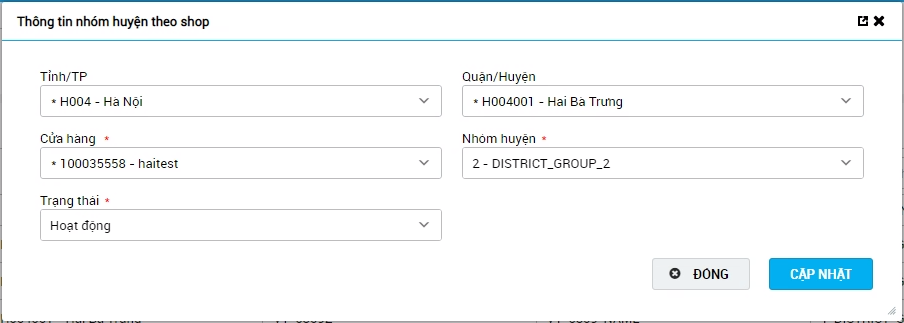 Thông tin nhóm huyện theo shop
Tỉnh/TP
Quận/Huyện
* H004 - Hà Nội
* H004001 - Hai Bà Trưng
Cửa hàng *
Nhóm huyện *
* 100035558 - haitest
2 - DISTRICT_GROUP_2
Trạng thái *
Hoạt động
ĐÓNG
CẬP NHẬT